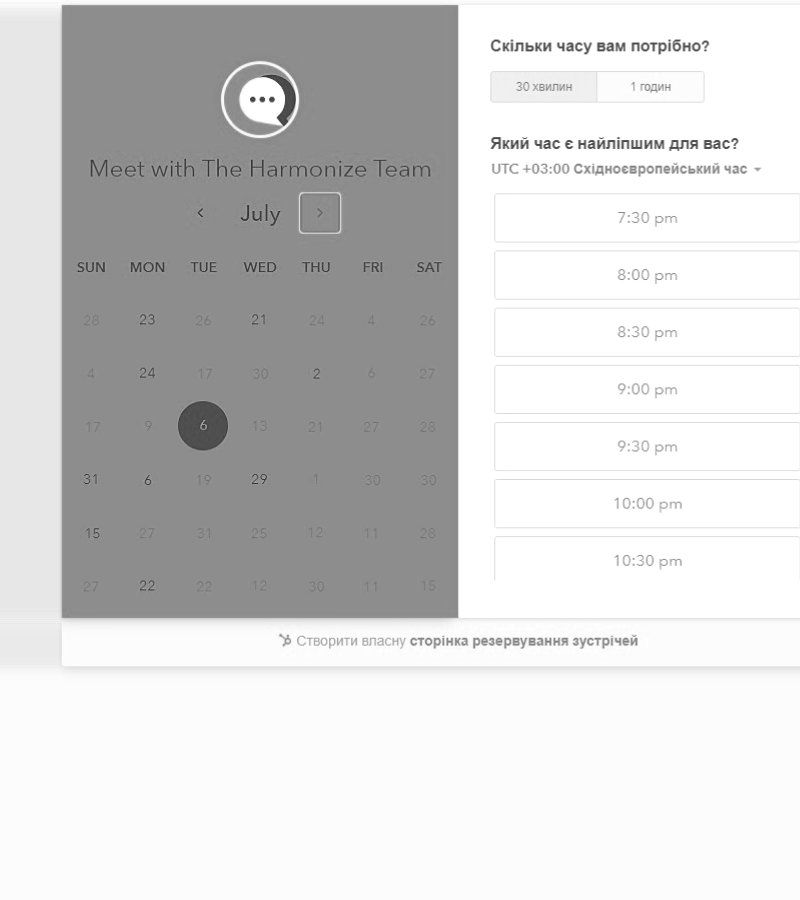 Meet with The Harmonize Team
July
SUN MON TUE WED THU FRI SAT
28 23 26 21 24 4 26
4 24 17 30 2 6 27
17 9 6 13 21 27 28
31 6 19 29 1 30 30
15 27 31 25 12 11 28
27 22 22 12 30 11 15
Скільки часу вам потрібно?
30 хвилин 1 годин
Який час є найліпшим для вас?
UTC +03:00 Східноєвропейський час
7:30 pm
8:00 pm
8:30 pm
9:00 pm
9:30 pm
10:00 pm
10:30 pm
Створити власну сторінка резервування зустрічей